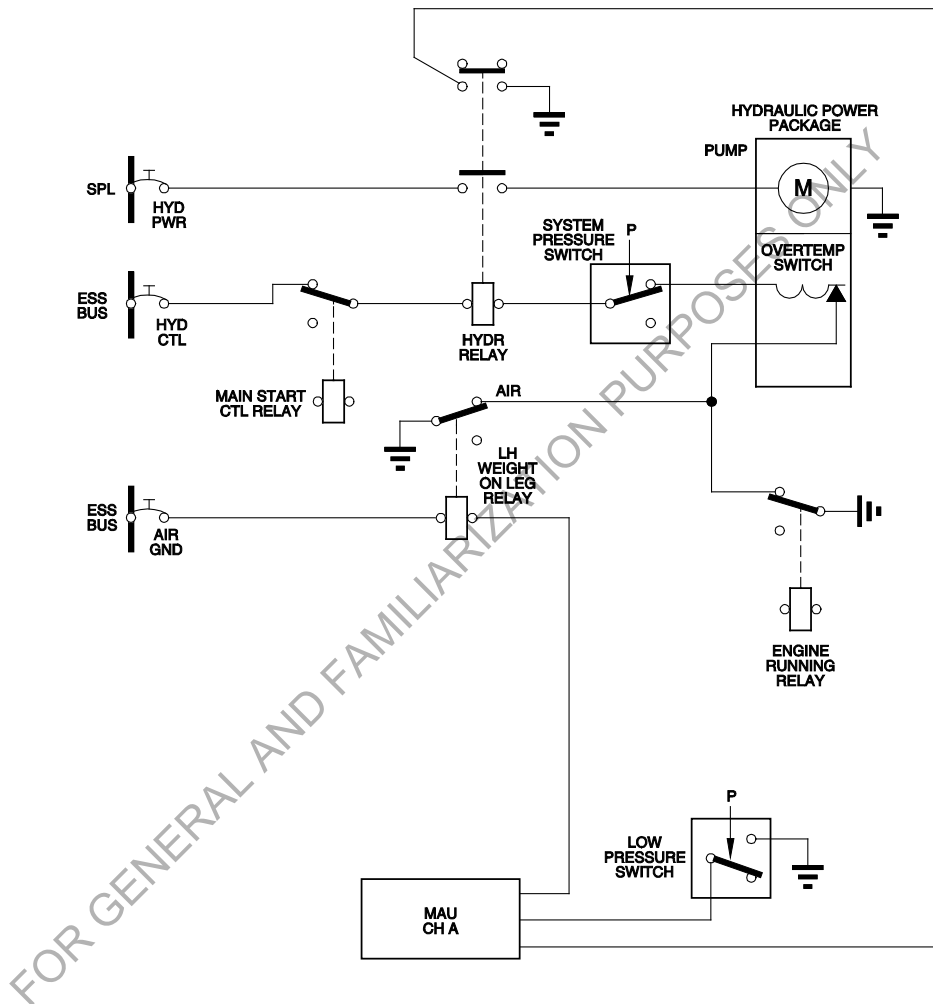 HYDRAULIC POWER
PACKAGE
PUMP
M
SPL
HYD
PWR
SYSTEM
PRESSURE
SWITCH
P
OVERTEMP
SWITCH
ESS
BUS
HYD
CTL
HYDR
RELAY
MAIN START
CTL RELAY
AIR
LH
WEIGHT
ON LEG
RELAY
ESS
BUS
AIR
GND
ENGINE
RUNNING
RELAY
P
LOW
PRESSURE
SWITCH
MAU
CH A
FOR GENERAL AND FAMILIARIZATION PURPOSES ONLY